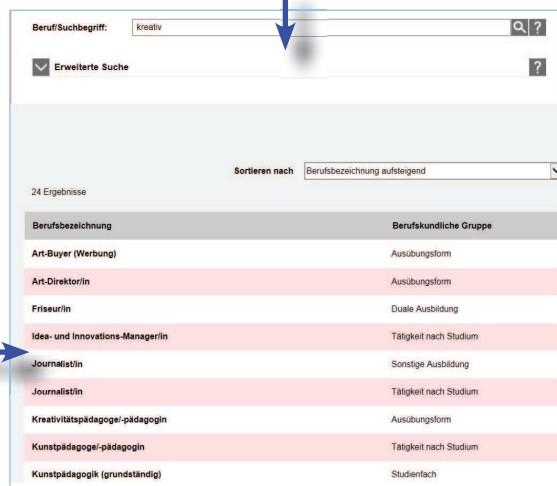 Beruf/Suchbegriff: kreativ ?
Erweiterte Suche ?
Sortieren nach Berufsbezeichnung aufsteigend
24 Ergebnisse
Berufsbezeichnung Berufskundliche Gruppe
Art-Buyer (Werbung) Ausübungsform
Art-Direktor/in Ausübungsform
Friseur/in Duale Ausbildung
Idea- und Innovations-Manager/in Tätigkeit nach Studium
Journalist/in Sonstige Ausbildung
Journalist/in Tätigkeit nach Studium
Kreativitätspädagoge/-pädagogin Ausübungsform
Kunstpädagoge/-pädagogin Tätigkeit nach Studium
Kunstpädagogik (grundständig) Studienfach